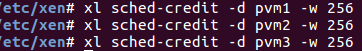 /etc/xen# xl sched-credit -d pvm1 -w 256
/etc/xen# xl sched-credit -d pvm2 -w 256
/etc/xen# xl sched-credit -d pvm3 -w 256